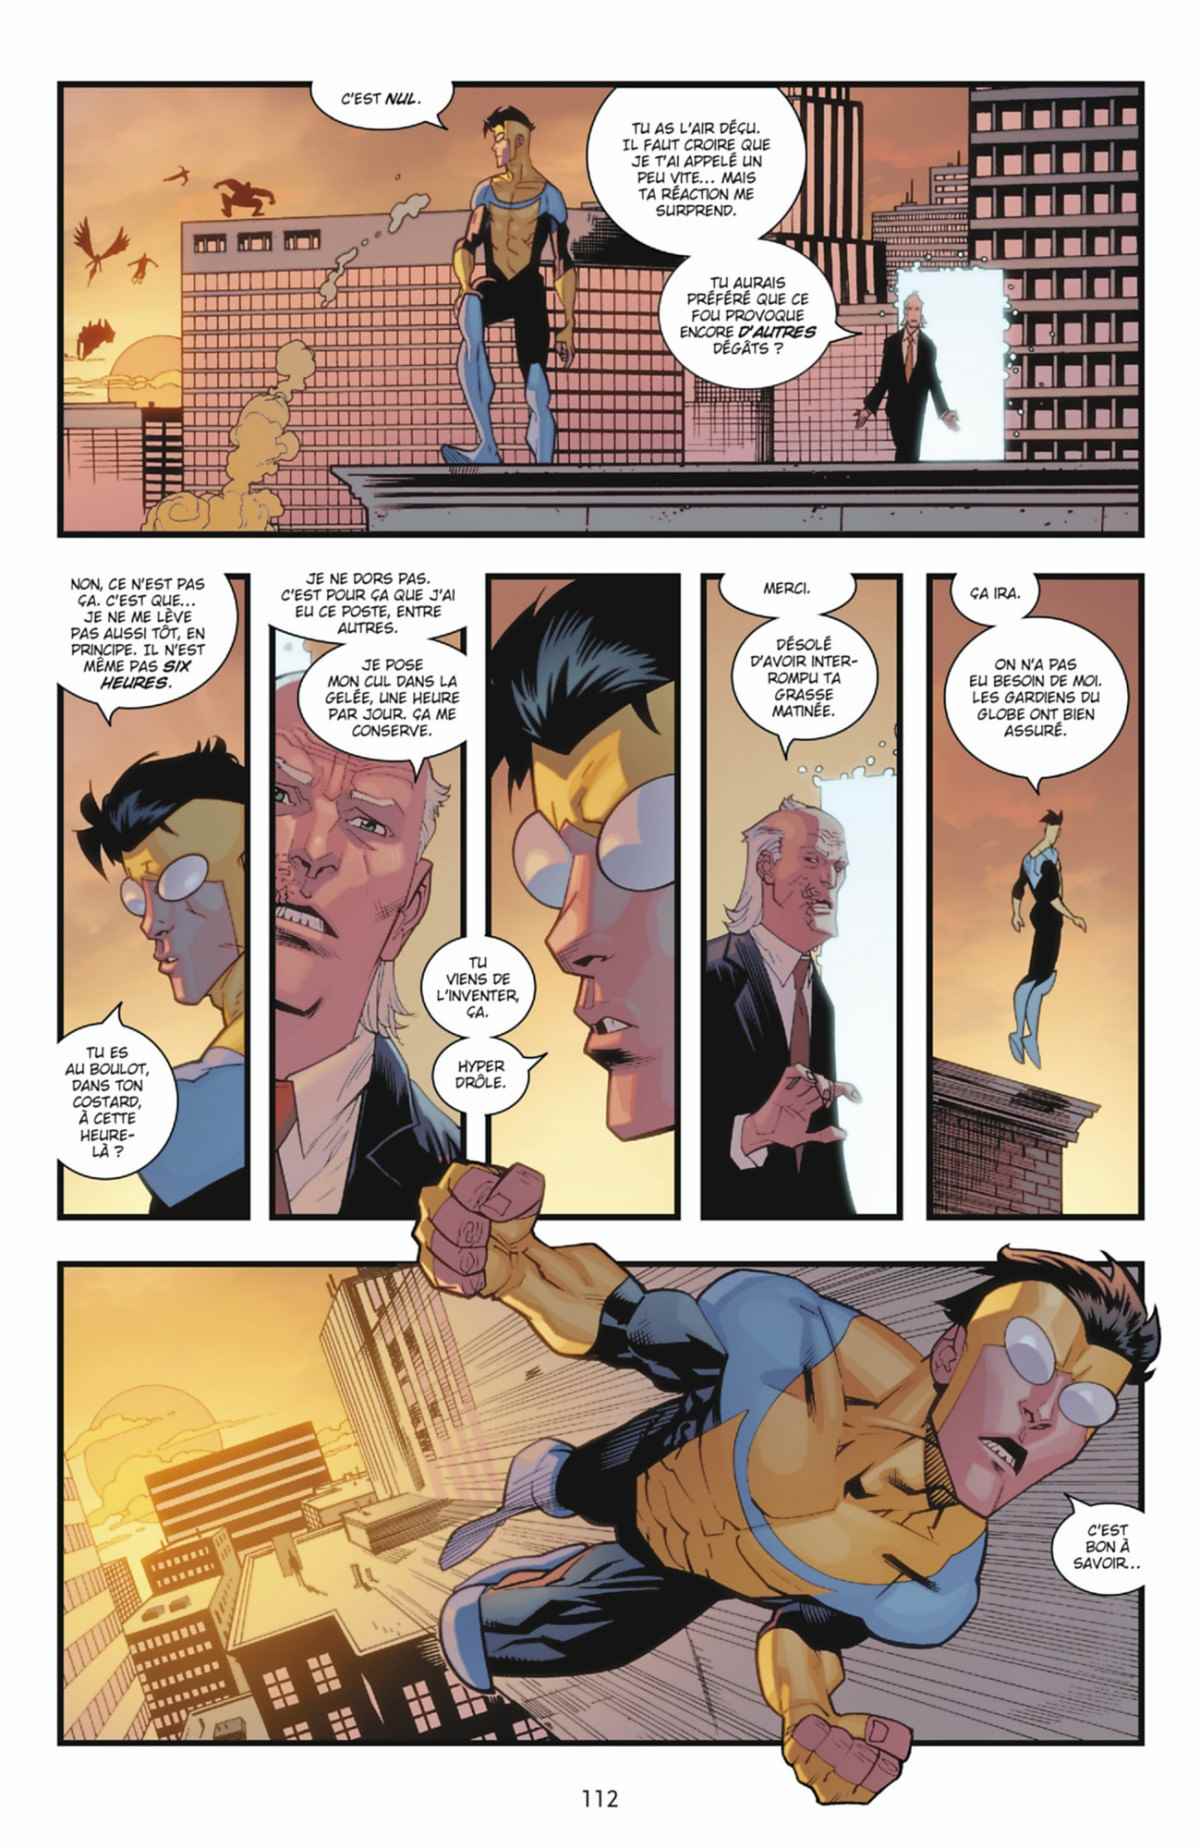 C'EST NUL.
TU AS L'AIR DÉÇU.
IL FAUT CROIRE QUE
JE T'AI APPELÉ UN
PEU VITE... MAIS
TA RÉACTION ME
SURPREND.
TU AURAIS
PRÉFÉRÉ QUE CE
FOU PROVOQUE
ENCORE D'AUTRES
DÉGÂTS ?
NON, CE N'EST PAS
ÇA. C'EST QUE...
JE NE ME LÈVE
PAS AUSSI TÔT, EN
PRINCIPE. IL N'EST
MÊME PAS SIX
HEURES.
TU ES
AU BOULOT,
DANS TON
COSTARD,
À CETTE
HEURE-
LÀ ?
JE NE DORS PAS.
C'EST POUR ÇA QUE J'AI
EU CE POSTE, ENTRE
AUTRES.
JE POSE
MON CUL DANS LA
GELÉE, UNE HEURE
PAR JOUR. ÇA ME
CONSERVE.
TU
VIENS DE
L'INVENTER,
ÇA.
HYPER
DRÔLE.
MERCI.
DÉSOLÉ
D'AVOIR INTER-
ROMPU TA
GRASSE
MATINÉE.
ÇA IRA.
ON N'A PAS
EU BESOIN DE MOI.
LES GARDIENS DU
GLOBE ONT BIEN
ASSURÉ.
C'EST
BON À
SAVOIR...
112